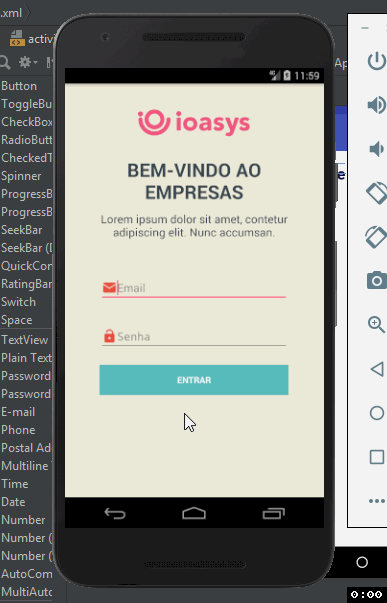 .xml
activi
Ap
Button
ToggleBu
CheckBox
RadioButt
CheckedT
Spinner
ProgressB
ProgressB
SeekBar
SeekBar (D
QuickCon
RatingBar
Switch
Space
TextView
Plain Text
Password
Password
E-mail
Phone
Postal Ad
Multiline
Time
Date
Number
Number (
Number (
AutoCom
MultiAuto
11:59
ioasys
BEM-VINDO AO
EMPRESAS
Lorem ipsum dolor sit amet, contetur
adipiscing elit. Nunc accumsan.
Email
Senha
ENTRAR
e
0:00